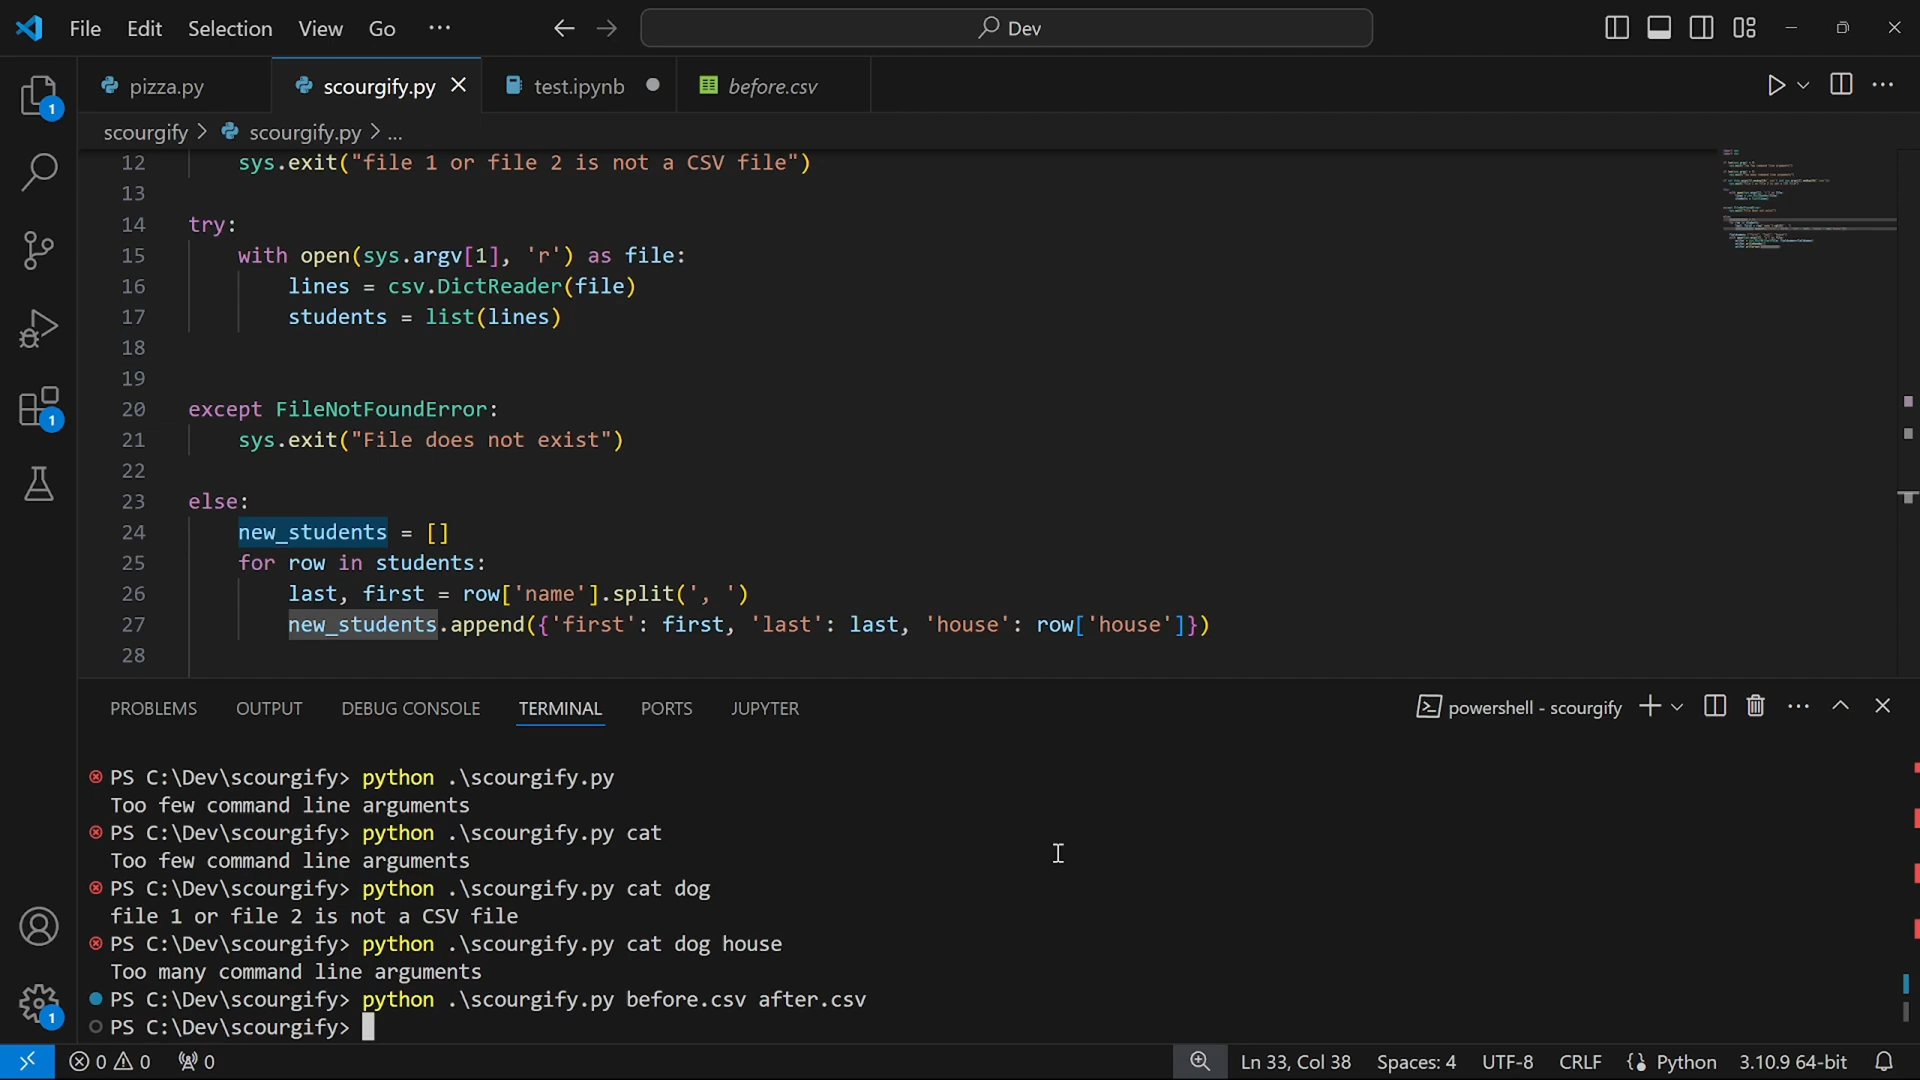 File Edit Selection View Go ··· Dev
pizza.py scourgify.py test.ipynb before.csv
scourgify > scourgify.py > ...
12 sys.exit("file 1 or file 2 is not a CSV file")
13
14 try:
15 with open(sys.argv[1], 'r') as file:
16 lines = csv.DictReader(file)
17 students = list(lines)
18
19
20 except FileNotFoundError:
21 sys.exit("File does not exist")
22
23 else:
24 new_students = []
25 for row in students:
26 last, first = row['name'].split(', ')
27 new_students.append({'first': first, 'last': last, 'house': row['house']})
28
PROBLEMS OUTPUT DEBUG CONSOLE TERMINAL PORTS JUPYTER powershell - scourgify
PS C:\Dev\scourgify> python .\scourgify.py
Too few command line arguments
PS C:\Dev\scourgify> python .\scourgify.py cat
Too few command line arguments
PS C:\Dev\scourgify> python .\scourgify.py cat dog
file 1 or file 2 is not a CSV file
PS C:\Dev\scourgify> python .\scourgify.py cat dog house
Too many command line arguments
PS C:\Dev\scourgify> python .\scourgify.py before.csv after.csv
PS C:\Dev\scourgify>
1
1
1
0 0 0 Ln 33, Col 38 Spaces: 4 UTF-8 CRLF Python 3.10.9 64-bit